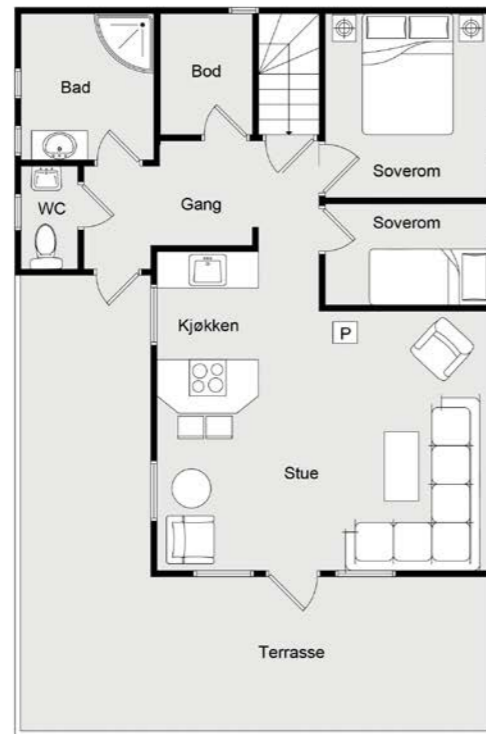 Bad
Bod
Soverom
WC
Gang
Soverom
Kjøkken
P
Stue
Terrasse